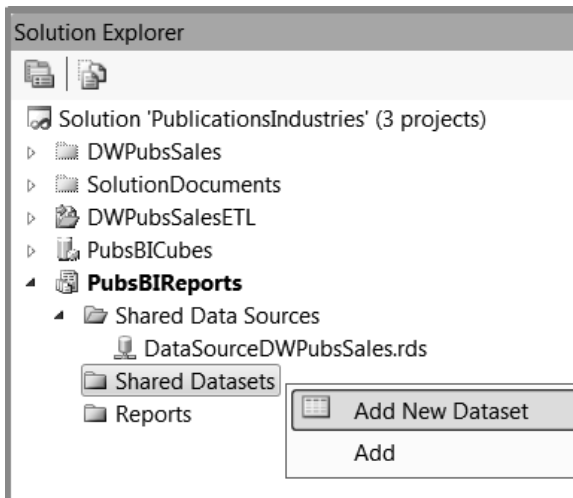 Solution Explorer
Solution 'PublicationsIndustries' (3 projects)
DWPubsSales
SolutionDocuments
DWPubsSalesETL
PubsBICubes
PubsBIReports
Shared Data Sources
DataSourceDWPubsSales.rds
Shared Datasets
Add New Dataset
Reports
Add